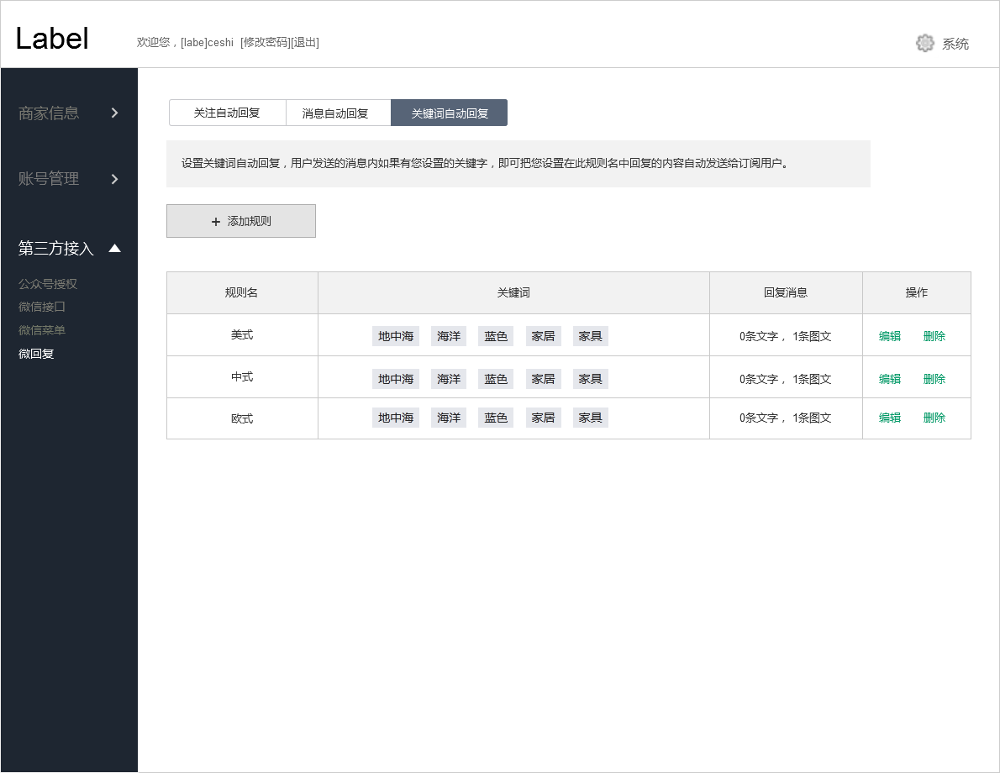 Label
欢迎您，[labe]ceshi [修改密码][退出]
系统
商家信息
账号管理
第三方接入
公众号授权
微信接口
微信菜单
微回复
关注自动回复 消息自动回复 关键词自动回复
设置关键词自动回复，用户发送的消息内如果有您设置的关键字，即可把您设置在此规则名中回复的内容自动发送给订阅用户。
+ 添加规则
规则名 关键词 回复消息 操作
美式 地中海 海洋 蓝色 家居 家具 0条文字， 1条图文 编辑 删除
中式 地中海 海洋 蓝色 家居 家具 0条文字， 1条图文 编辑 删除
欧式 地中海 海洋 蓝色 家居 家具 0条文字， 1条图文 编辑 删除